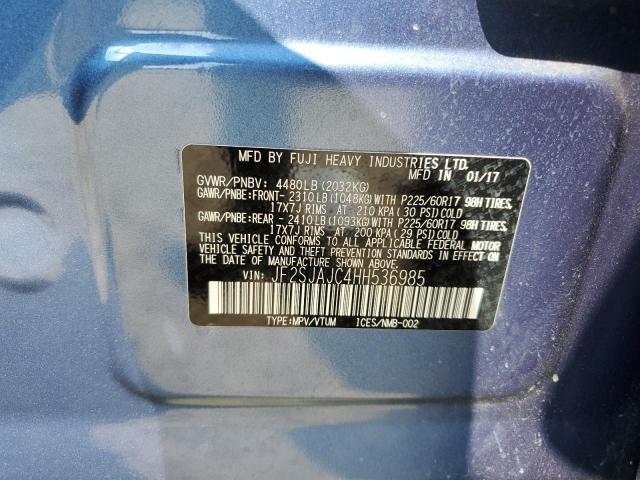 MFD BY FUJI HEAVY INDUSTRIES LTD.
IN 01/17
GVWR/PNBV: 4480LB(2032KG)
GAWR/PNBE:FRONT- 2310LB(1048KG)WITH P225/60R17 98H TIRES.
17X7J RIMS AT 210 KPA(30 PSI)COLD
GAWR/PNBE:REAR - 2410LB(1093KG)WITH P225/60R17 98H TIRES.
17X7J RIMS AT 200 KPA(29 PSI)COLD
THIS VEHICLE CONFORMS TO ALL APPLICABLE FEDERAL MOTOR
VEHICLE SAFETY STANDARDS IN EFFECT ON THE
DATE OF MANUFACTURE SHOWN ABOVE.
VIN: JF2SJAJC4HH536985
TYPE:MPV/VTUM ICES/NMB-002